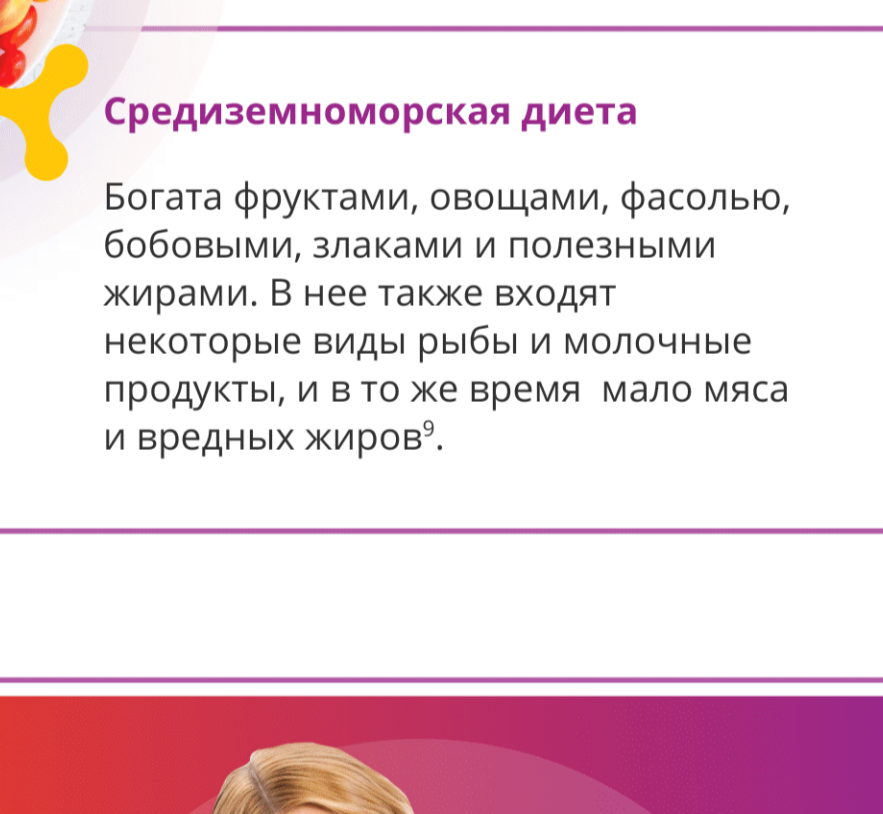 Средиземноморская диета
Богата фруктами, овощами, фасолью,
бобовыми, злаками и полезными
жирами. В нее также входят
некоторые виды рыбы и молочные
продукты, и в то же время  мало мяса
и вредных жиров⁹.